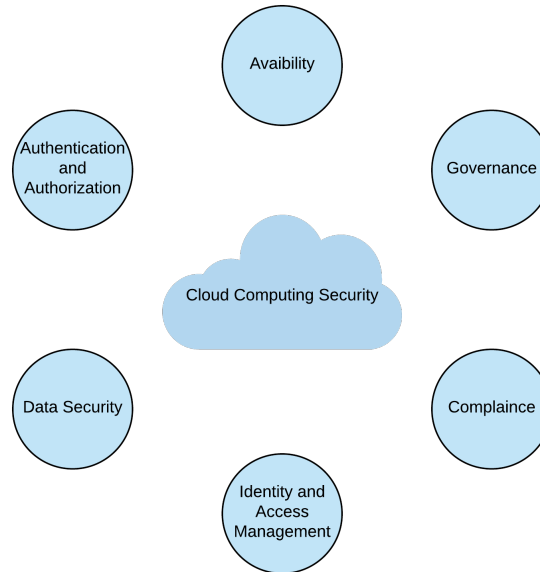 Avaibility
Authentication
and
Authorization
Governance
Cloud Computing Security
Data Security
Complaince
Identity and
Access
Management